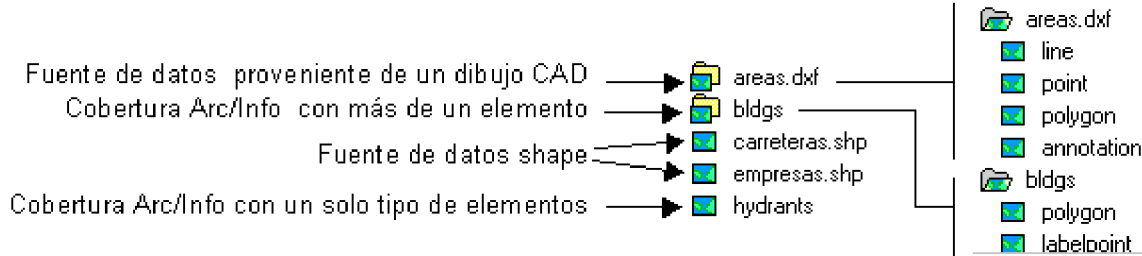 Fuente de datos proveniente de un dibujo CAD
Cobertura Arc/Info con más de un elemento
Fuente de datos shape
Cobertura Arc/Info con un solo tipo de elementos
areas.dxf
bldgs
carreteras.shp
empresas.shp
hydrants
areas.dxf
line
point
polygon
annotation
bldgs
polygon
labelpoint